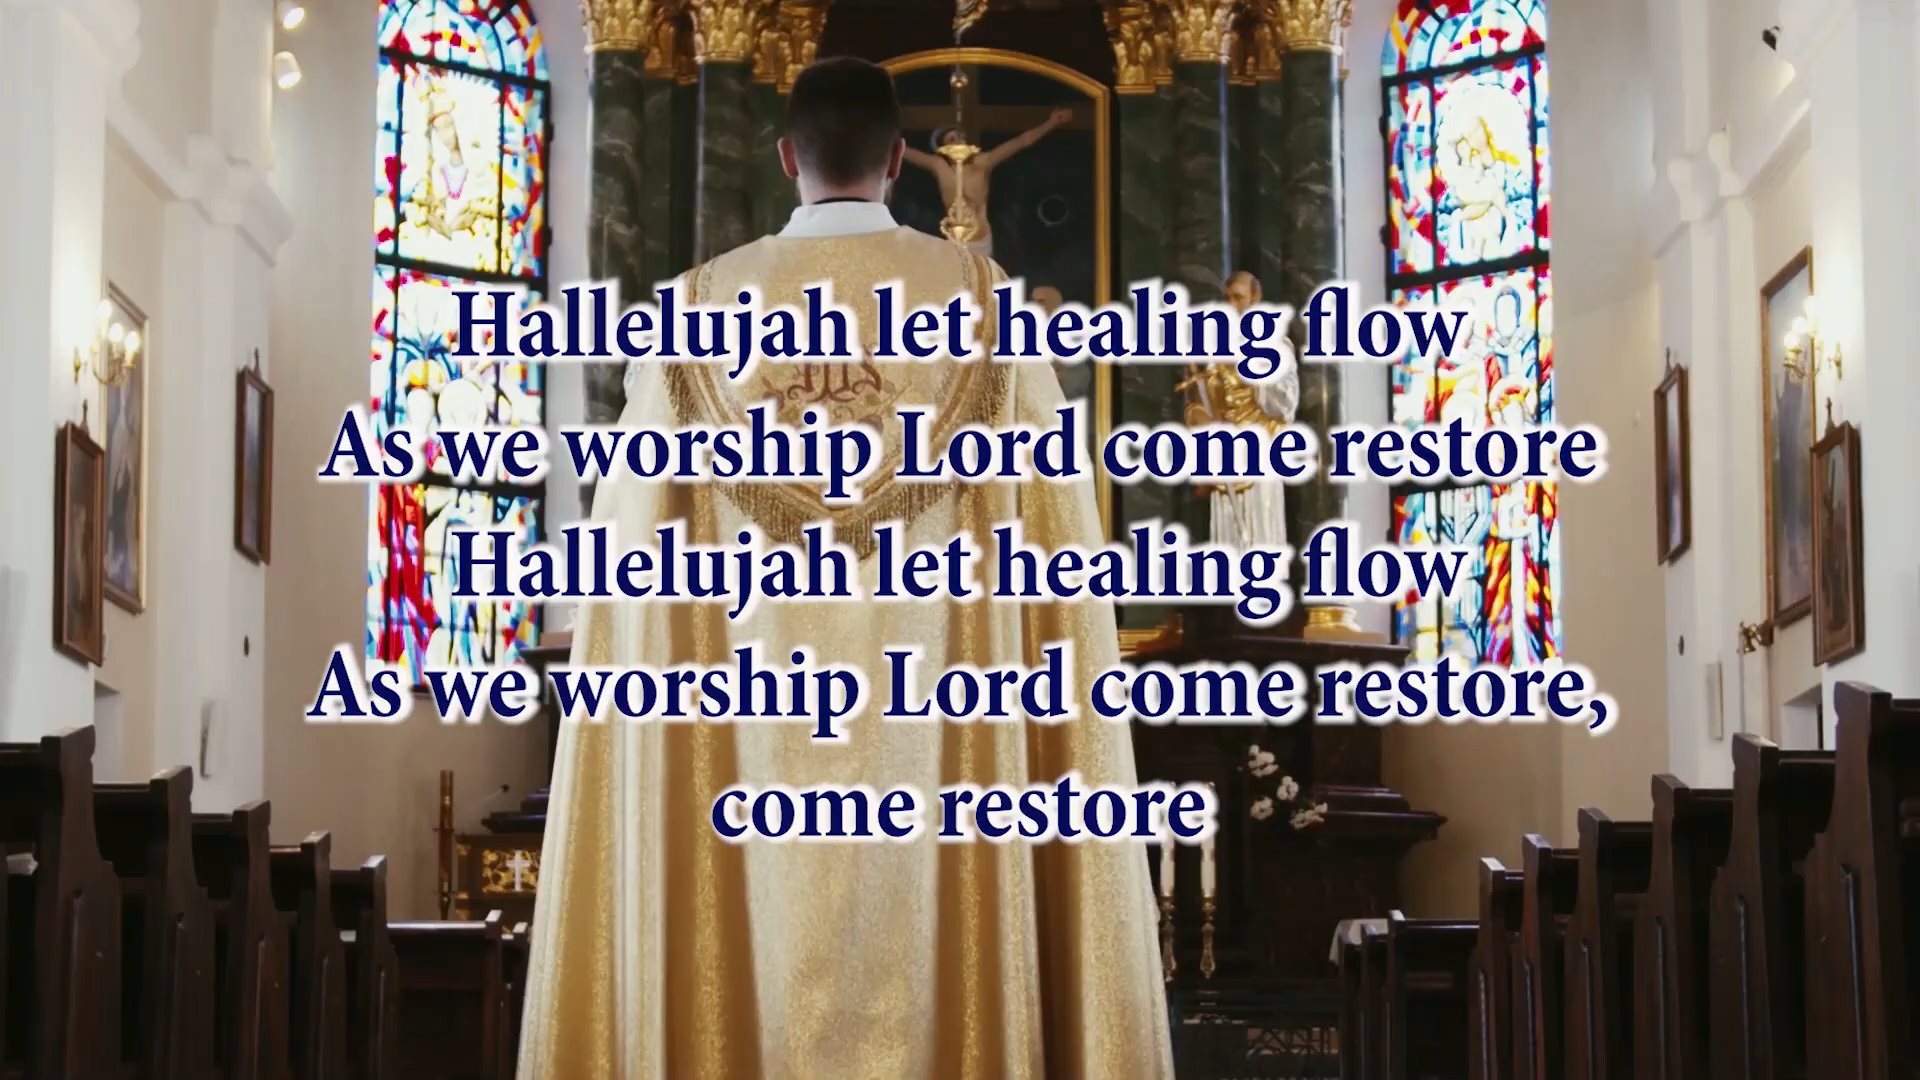 Hallelujah let healing flow
As we worship Lord come restore
Hallelujah let healing flow
As we worship Lord come restore,
come restore